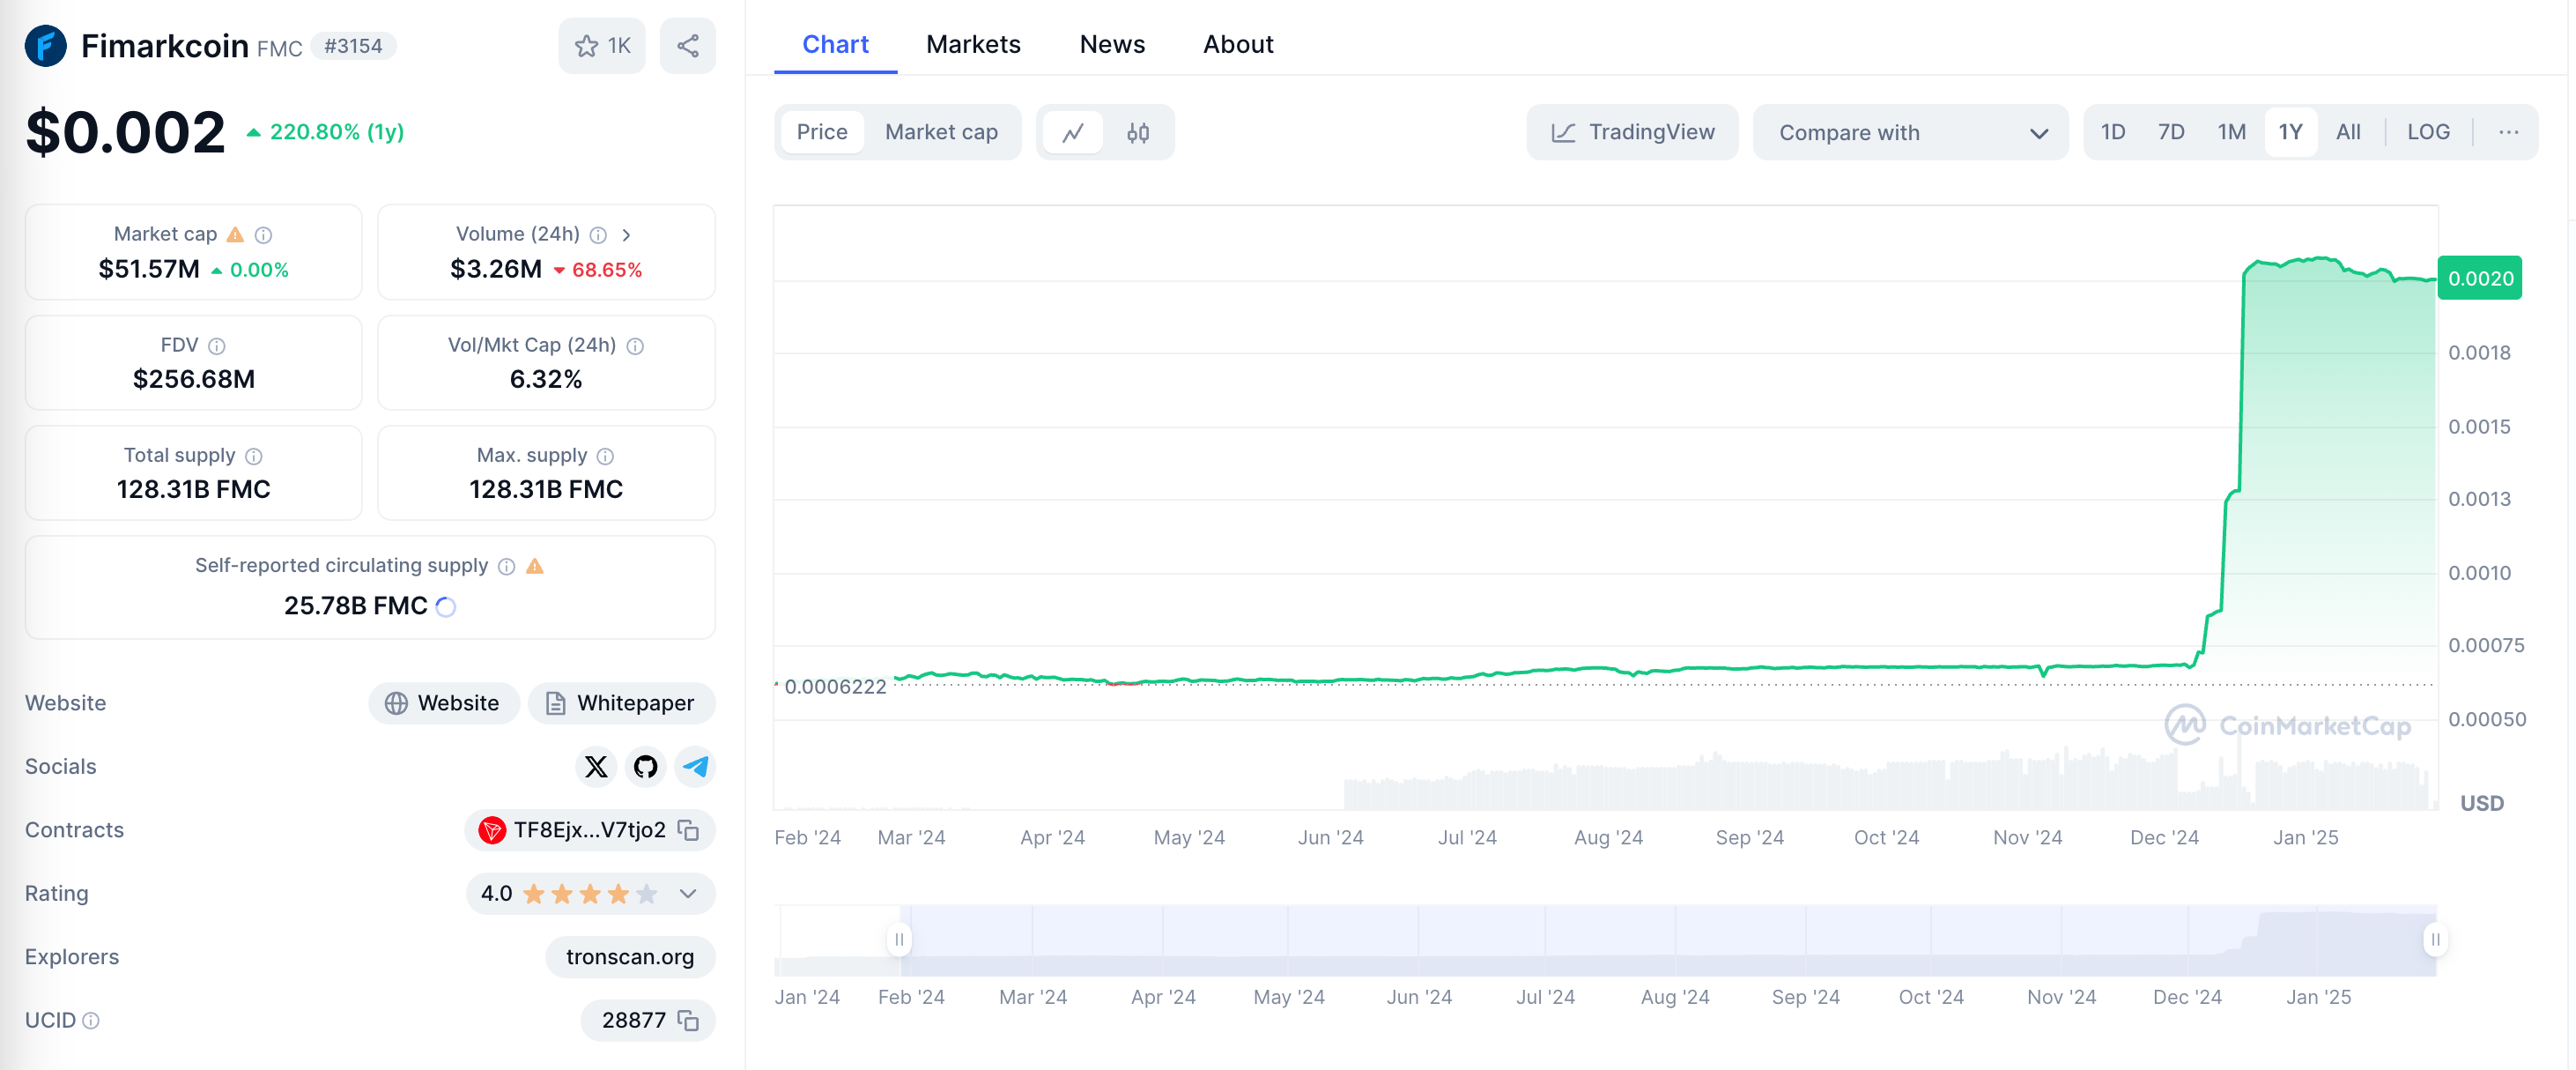 Fimarkcoin FMC #3154
1K
$0.002 220.80% (1y)
Market cap
$51.57M 0.00%
Volume (24h)
$3.26M 68.65%
FDV
$256.68M
Vol/Mkt Cap (24h)
6.32%
Total supply
128.31B FMC
Max. supply
128.31B FMC
Self-reported circulating supply
25.78B FMC
Website Website Whitepaper
Socials
Contracts TF8Ejx...V7tjo2
Rating 4.0
Explorers tronscan.org
UCID 28877
Chart Markets News About
Price Market cap
TradingView Compare with 1D 7D 1M 1Y All LOG
0.0020
0.0018
0.0015
0.0013
0.0010
0.00075
0.0006222
0.00050
CoinMarketCap
USD
Feb '24 Mar '24 Apr '24 May '24 Jun '24 Jul '24 Aug '24 Sep '24 Oct '24 Nov '24 Dec '24 Jan '25
Jan '24 Feb '24 Mar '24 Apr '24 May '24 Jun '24 Jul '24 Aug '24 Sep '24 Oct '24 Nov '24 Dec '24 Jan '25